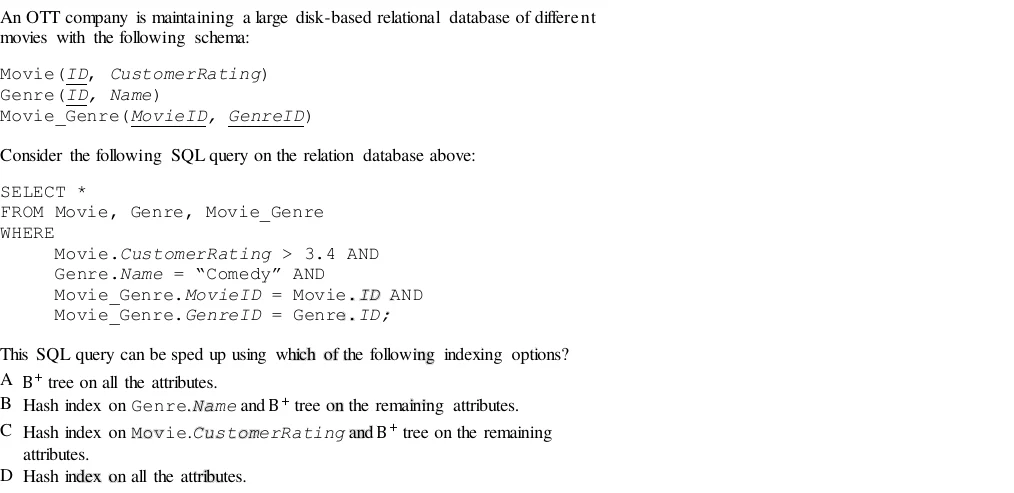 An OTT company is maintaining a large disk-based relational database of different
movies with the following schema:
Movie(ID, CustomerRating)
Genre(ID, Name)
Movie_Genre(MovieID, GenreID)
Consider the following SQL query on the relation database above:
SELECT *
FROM Movie, Genre, Movie_Genre
WHERE
Movie.CustomerRating > 3.4 AND
Genre.Name = “Comedy” AND
Movie_Genre.MovieID = Movie.ID AND
Movie_Genre.GenreID = Genre.ID;
This SQL query can be sped up using which of the following indexing options?
A B+ tree on all the attributes.
B Hash index on Genre.Name and B+ tree on the remaining attributes.
C Hash index on Movie.CustomerRating and B+ tree on the remaining
attributes.
D Hash index on all the attributes.